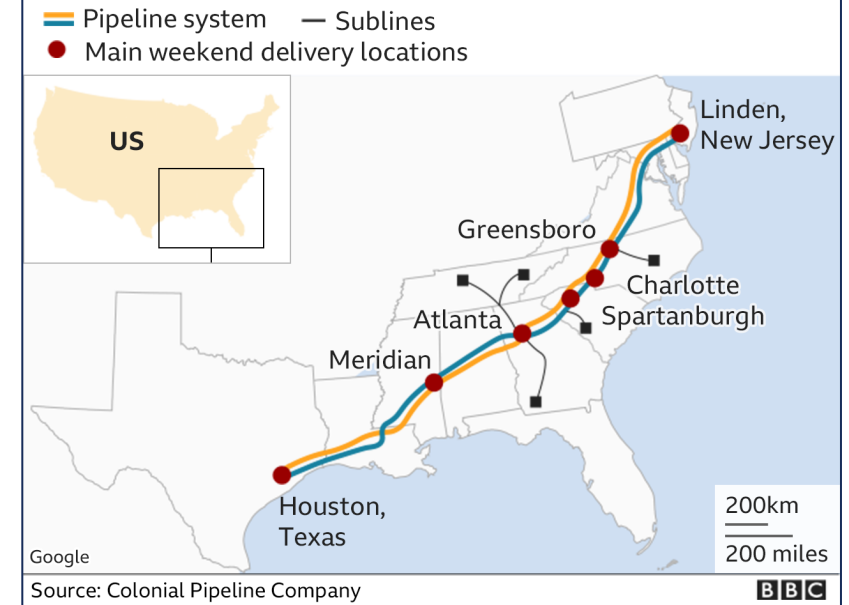 Pipeline system
Sublines
Main weekend delivery locations
US
Linden,
New Jersey
Greensboro
Charlotte
Spartanburgh
Atlanta
Meridian
Houston,
Texas
200km
200 miles
Google
Source: Colonial Pipeline Company
BBC